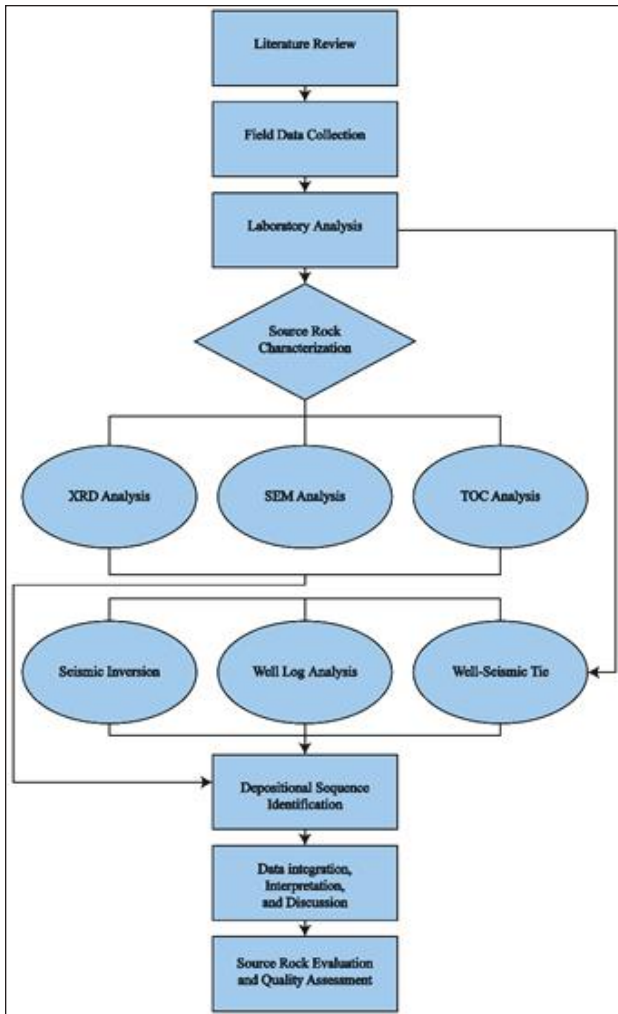 Literature Review
Field Data Collection
Laboratory Analysis
Source Rock
Characterization
XRD Analysis
SEM Analysis
TOC Analysis
Seismic Inversion
Well Log Analysis
Well-Seismic Tie
Depositional Sequence
Identification
Data integration,
Interpretation,
and Discussion
Source Rock Evaluation
and Quality Assessment